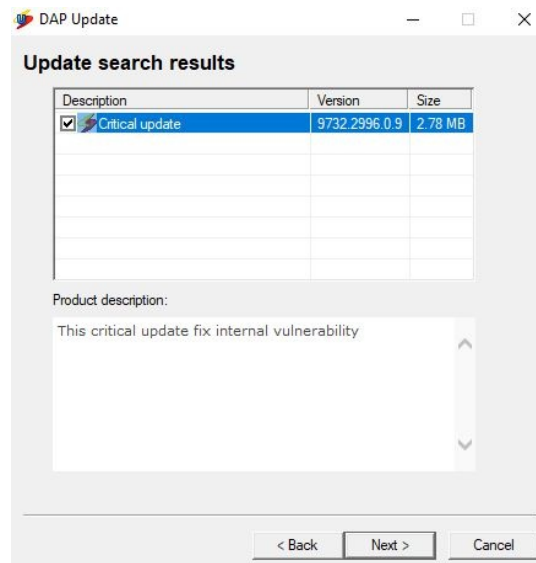 DAP Update
Update search results
Description Version Size
Critical update 9732.2996.0.9 2.78 MB
Product description:
This critical update fix internal vulnerability
< Back Next > Cancel